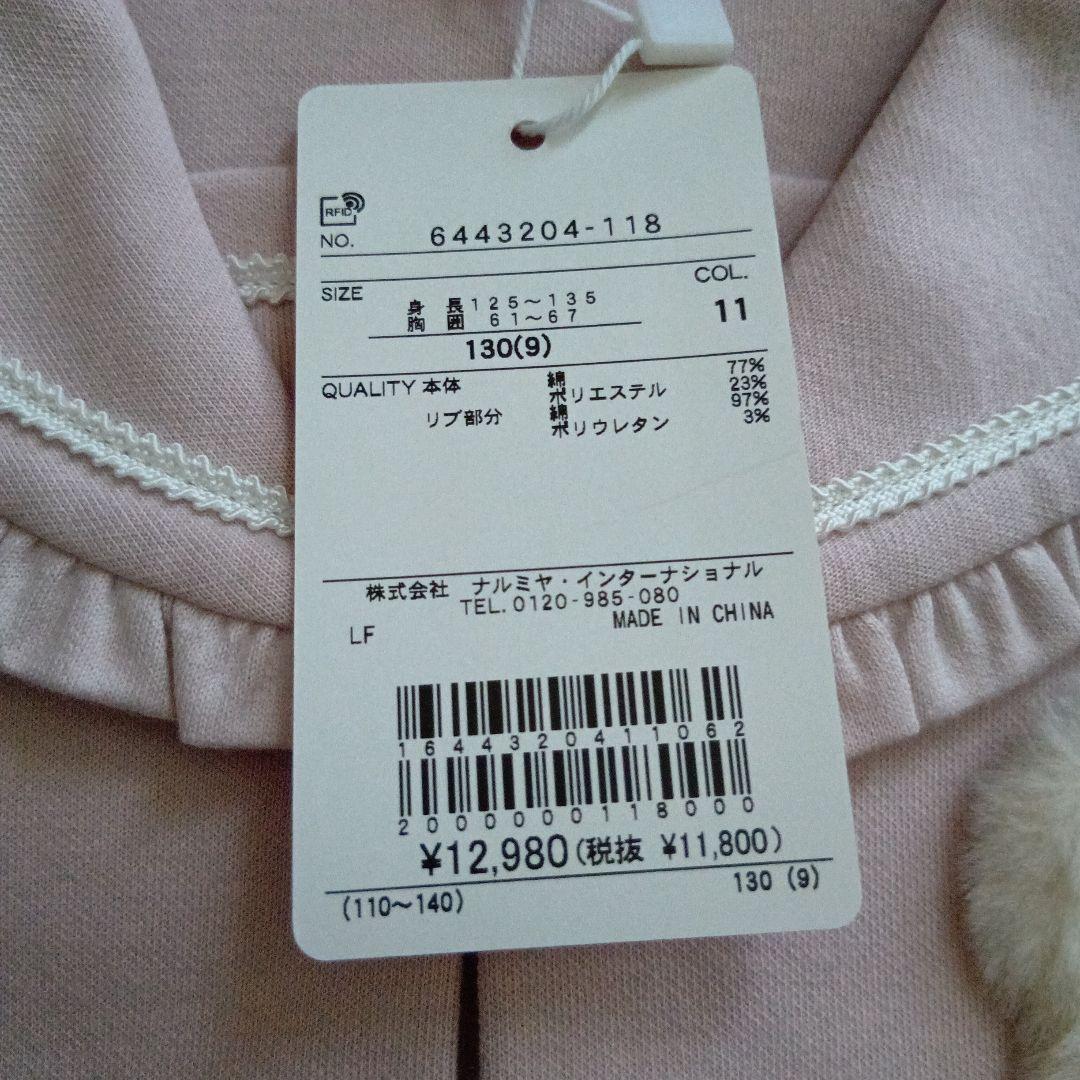 RFID
NO. 6443204-118
SIZE COL.
身長125～135
胸囲 61～67
11
130(9)
QUALITY 本体 綿 77%
ポリエステル 23%
リブ部分 綿 97%
ポリウレタン 3%
株式会社 ナルミヤ・インターナショナル
TEL. 0120-985-080
LF MADE IN CHINA
1644320411062
2000000118000
¥12,980(税抜 ¥11,800)
(110～140) 130 (9)